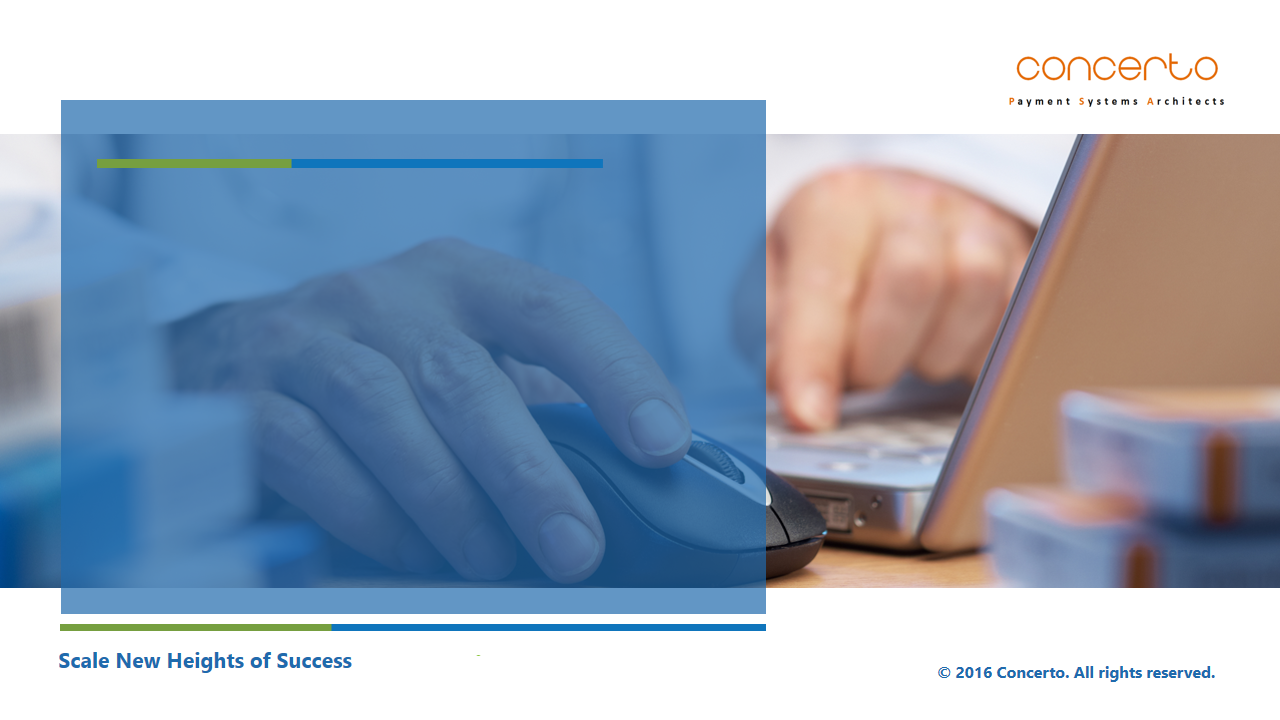 concerto
Payment Systems Architects
Scale New Heights of Success
© 2016 Concerto. All rights reserved.